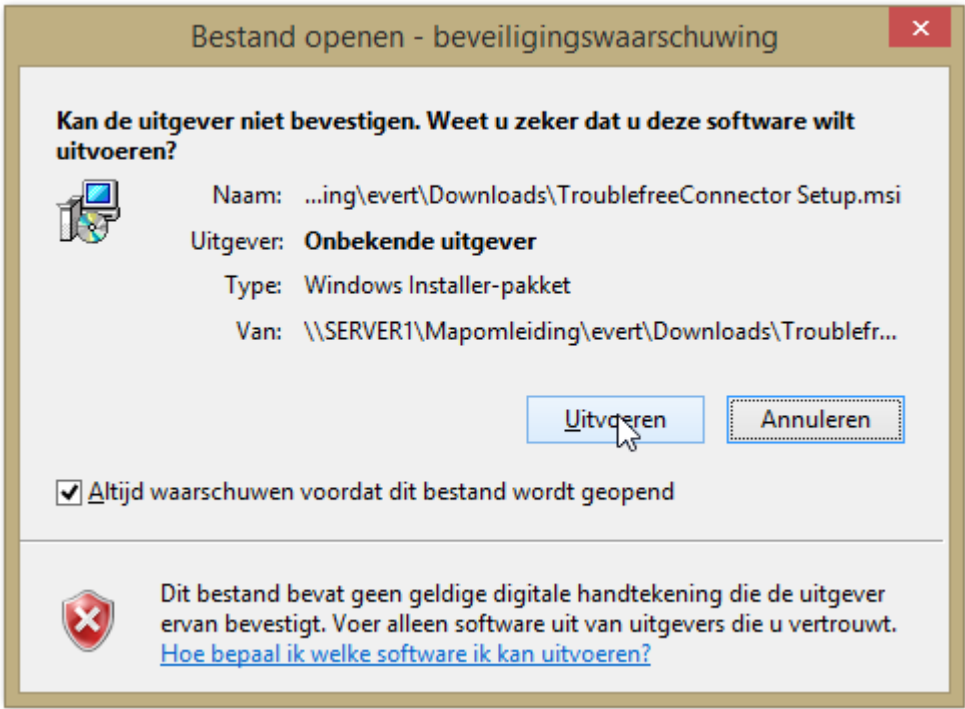 Bestand openen - beveiligingswaarschuwing
Kan de uitgever niet bevestigen. Weet u zeker dat u deze software wilt
uitvoeren?
Naam: ...ing\evert\Downloads\TroublefreeConnector Setup.msi
Uitgever: Onbekende uitgever
Type: Windows Installer-pakket
Van: \\SERVER1\Mapomleiding\evert\Downloads\Troublefr...
Uitvoeren Annuleren
Altijd waarschuwen voordat dit bestand wordt geopend
Dit bestand bevat geen geldige digitale handtekening die de uitgever
ervan bevestigt. Voer alleen software uit van uitgevers die u vertrouwt.
Hoe bepaal ik welke software ik kan uitvoeren?